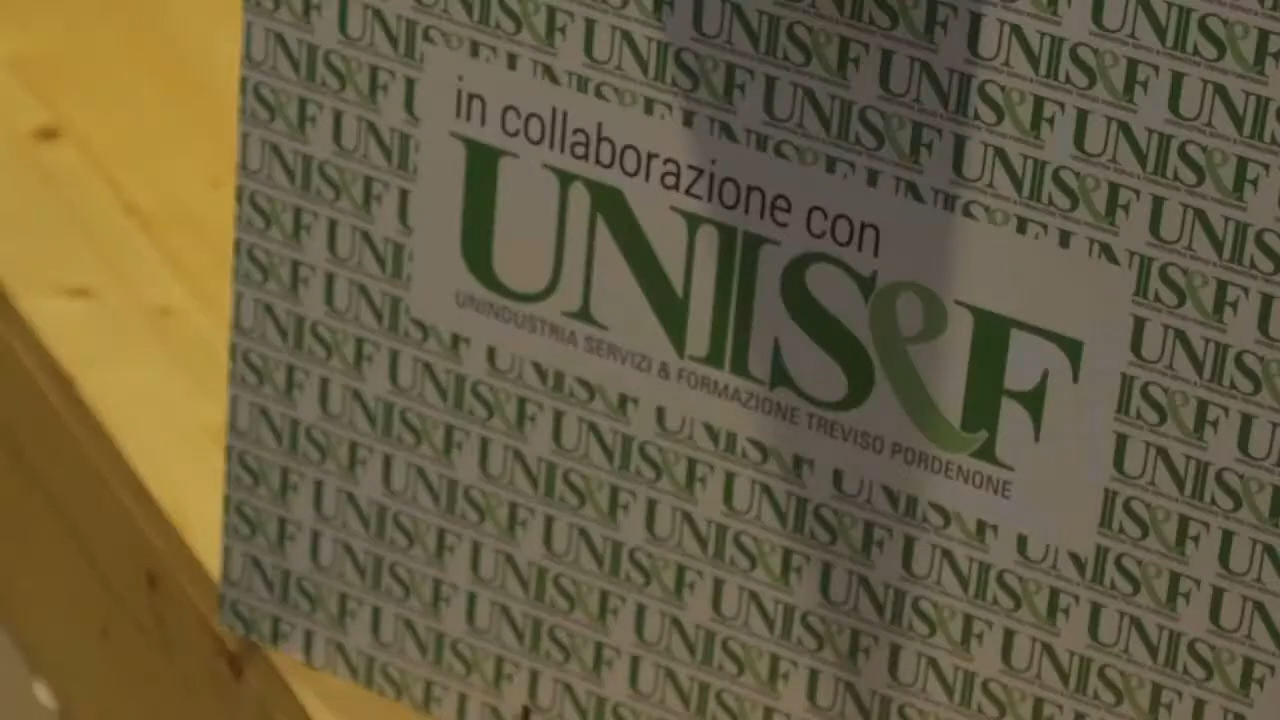 in collaborazione con
UNIS&F
UNINDUSTRIA SERVIZI & FORMAZIONE TREVISO PORDENONE